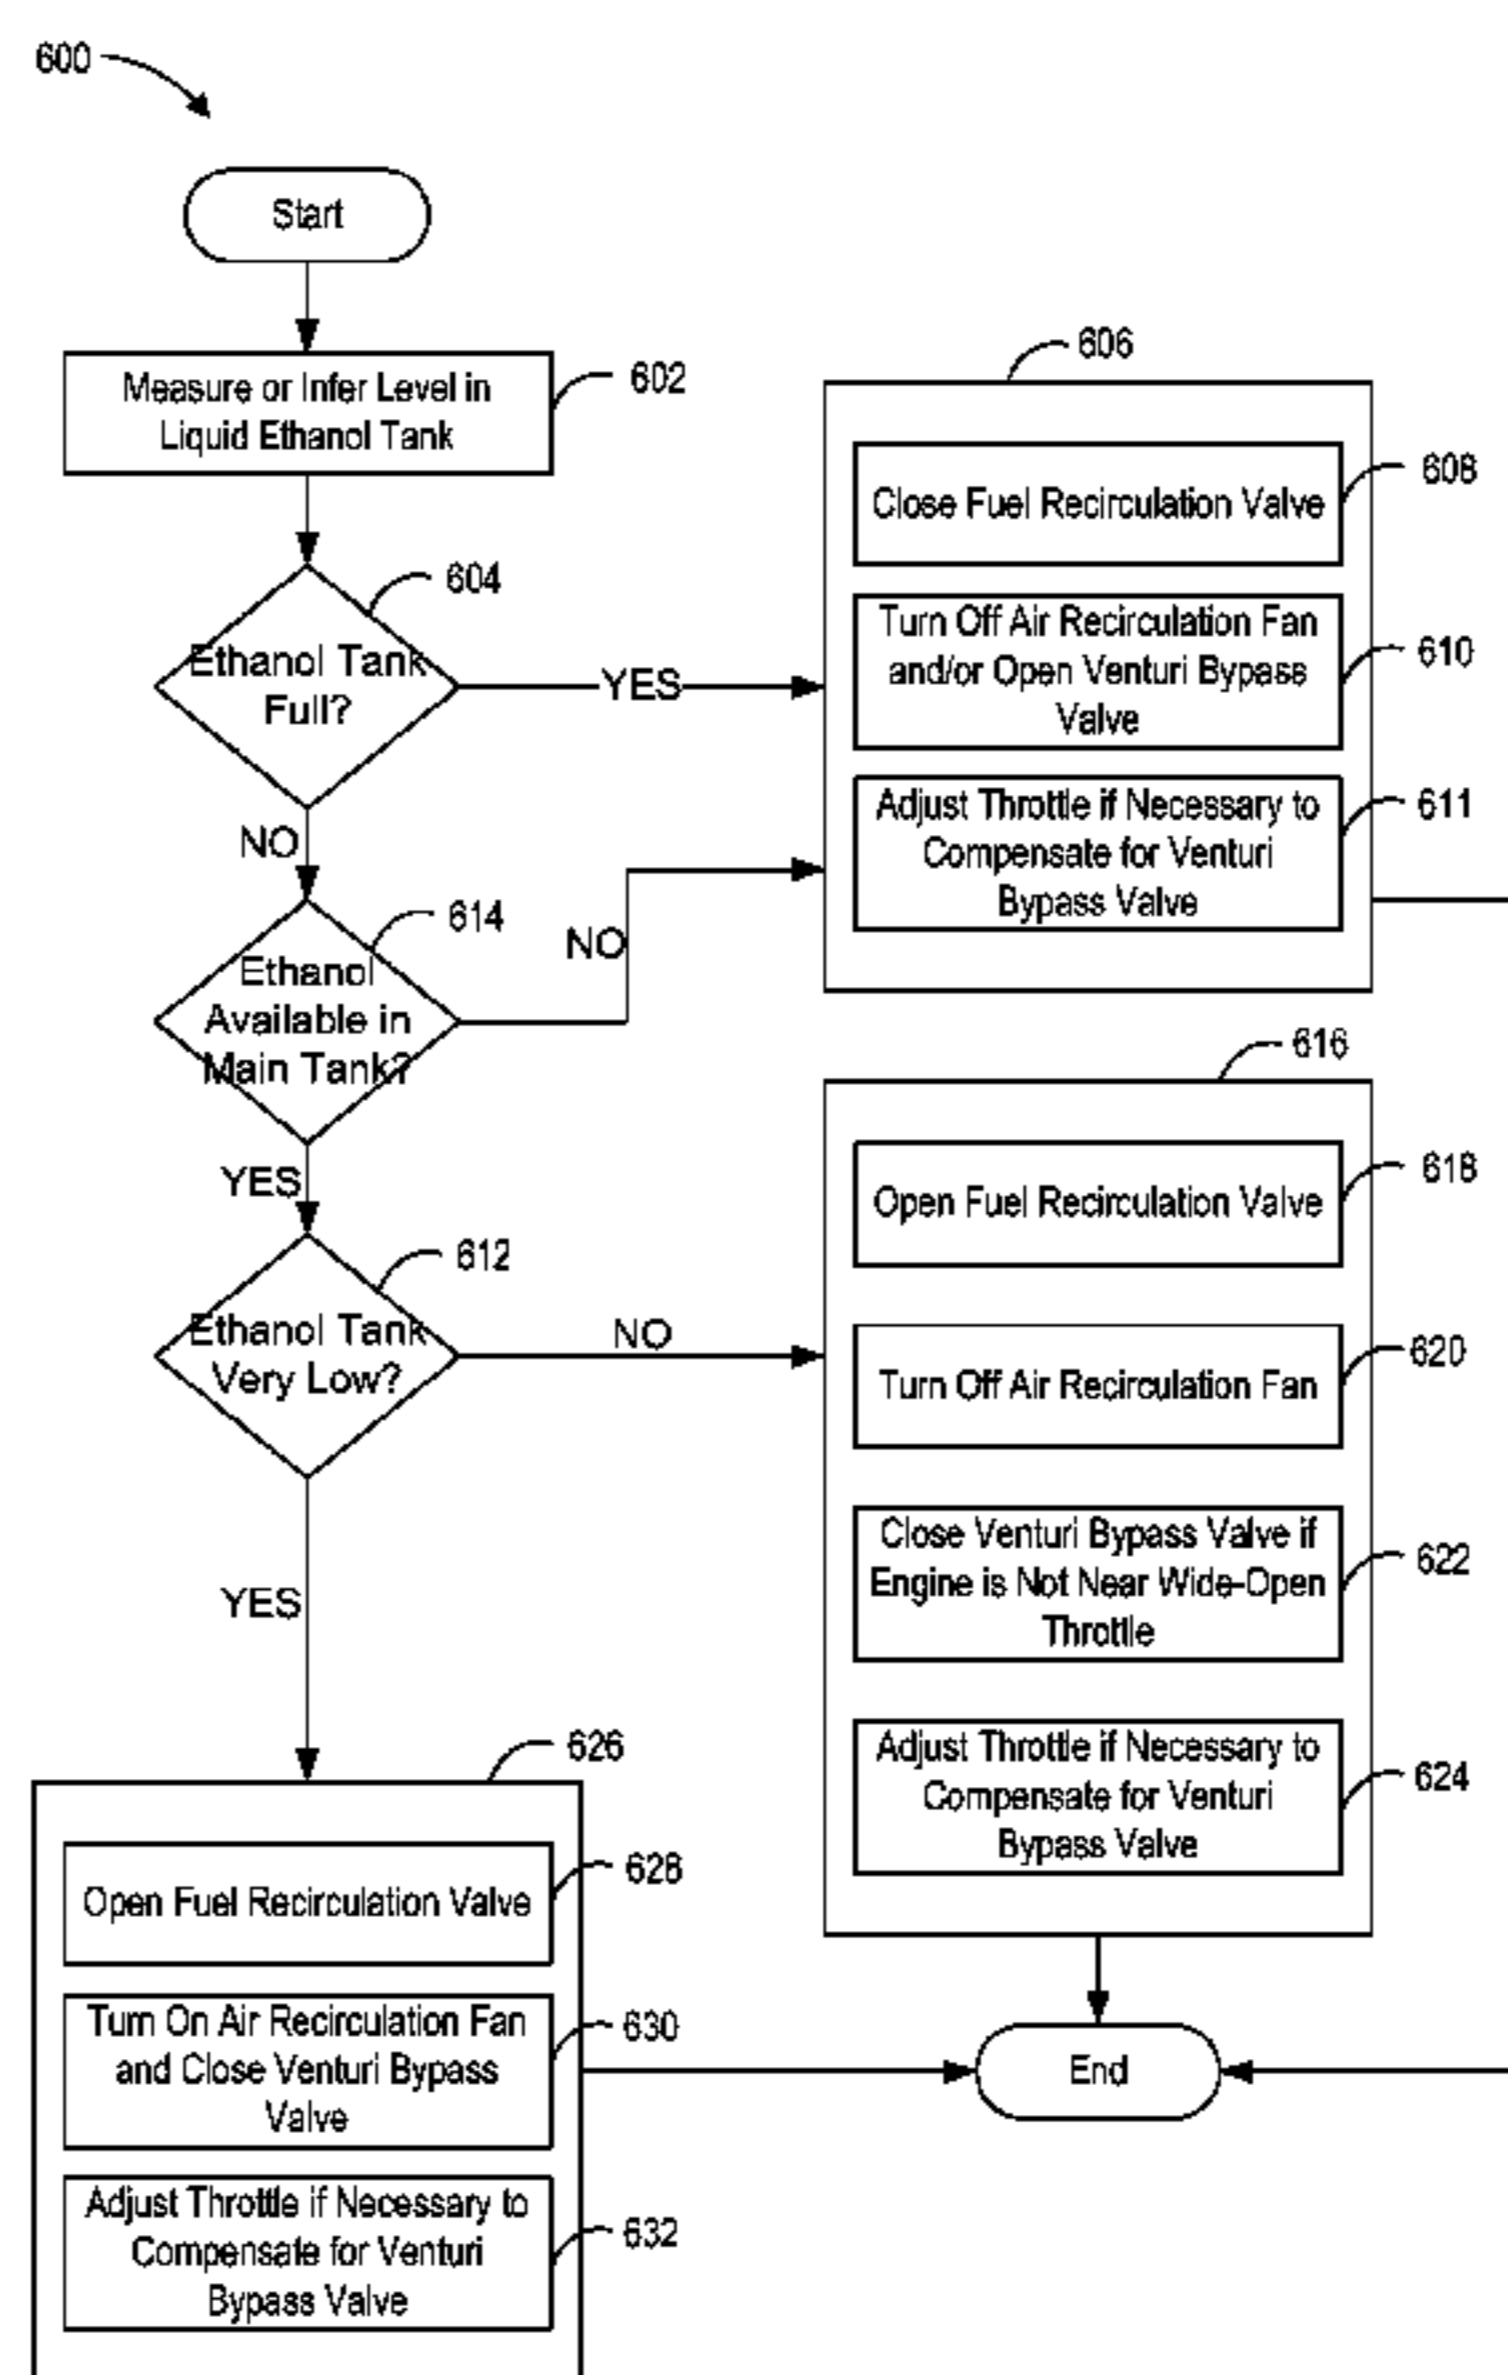 600
Start
Measure or Infer Level in
Liquid Ethanol Tank
602
604
Ethanol Tank
Full?
YES
NO
606
Close Fuel Recirculation Valve
608
Turn Off Air Recirculation Fan
and/or Open Venturi Bypass
Valve
610
Adjust Throttle if Necessary to
Compensate for Venturi
Bypass Valve
611
614
Ethanol
Available in
Main Tank?
NO
YES
612
Ethanol Tank
Very Low?
NO
YES
616
Open Fuel Recirculation Valve
618
Turn Off Air Recirculation Fan
620
Close Venturi Bypass Valve if
Engine is Not Near Wide-Open
Throttle
622
Adjust Throttle if Necessary to
Compensate for Venturi
Bypass Valve
624
626
Open Fuel Recirculation Valve
628
Turn On Air Recirculation Fan
and Close Venturi Bypass
Valve
630
Adjust Throttle if Necessary to
Compensate for Venturi
Bypass Valve
632
End